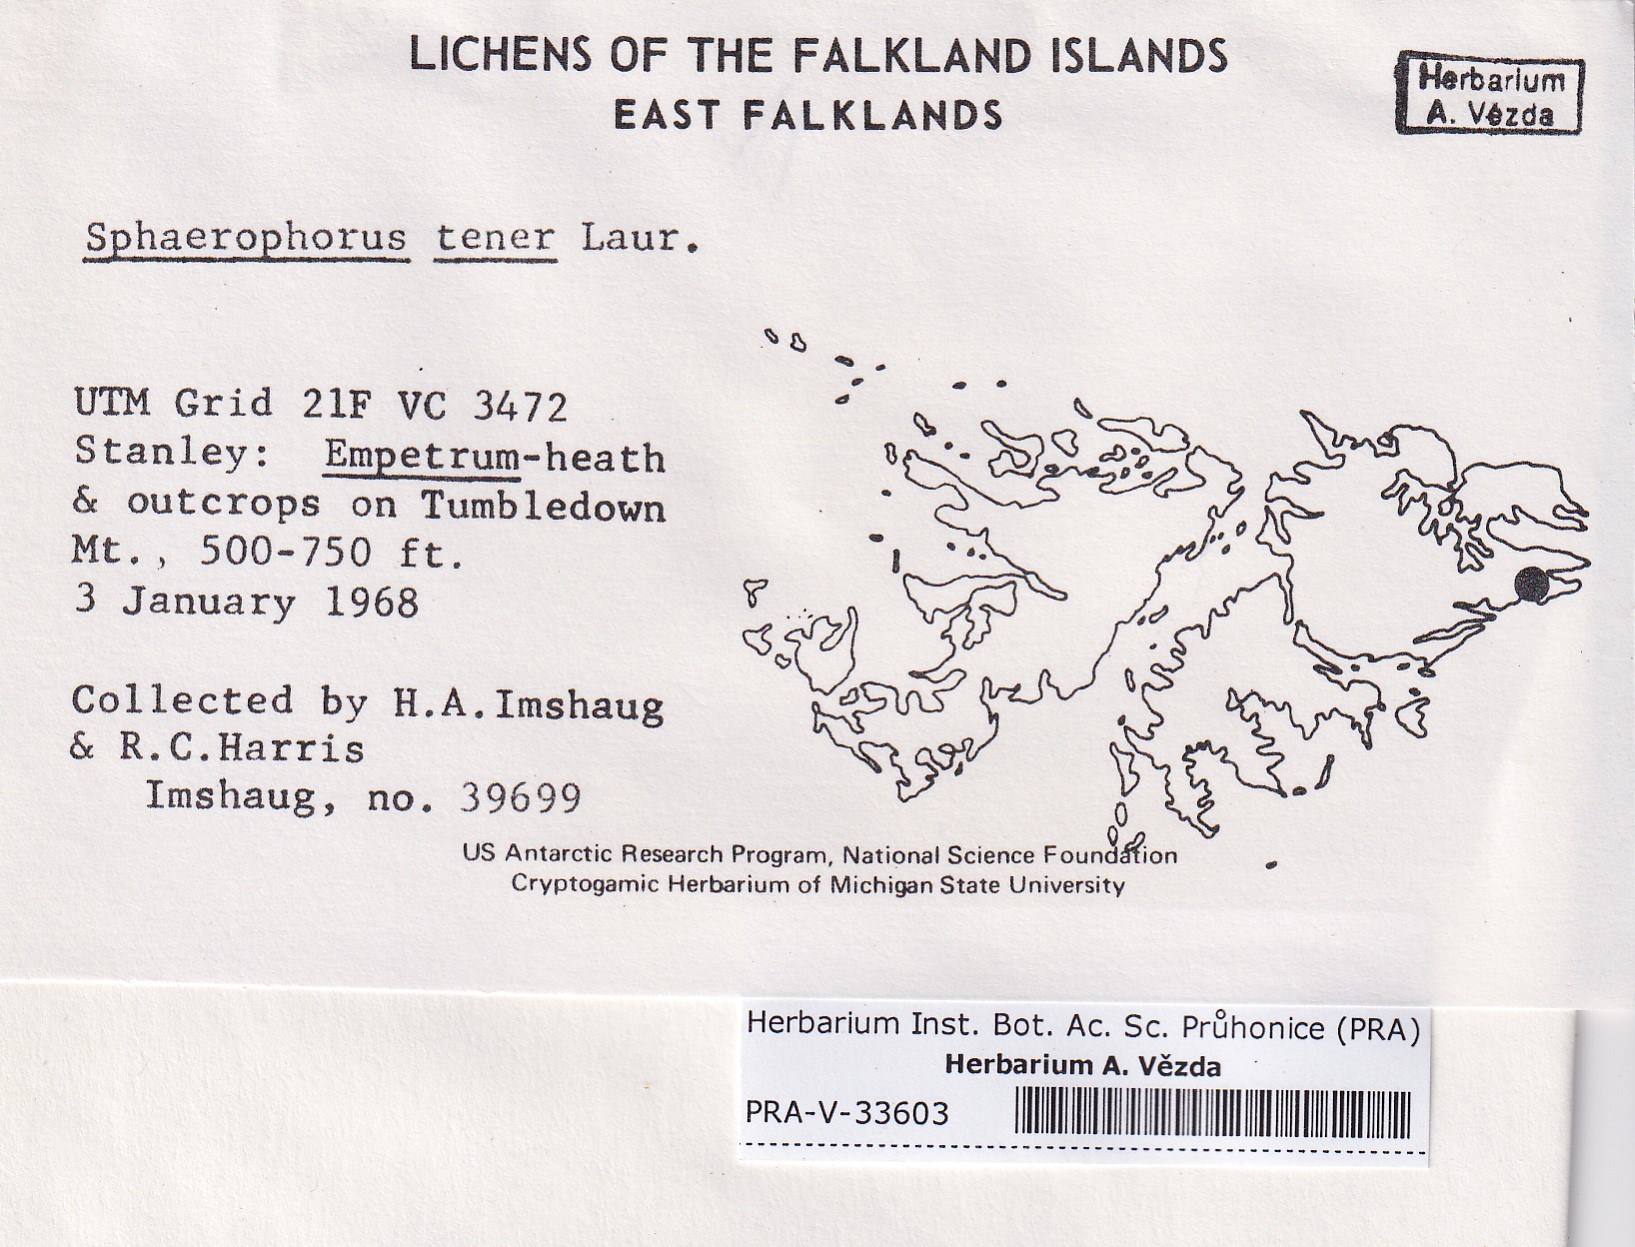 LICHENS OF THE FALKLAND ISLANDS
EAST FALKLANDS
Herbarium
A. Vězda
Sphaerophorus tener Laur.
UTM Grid 21F VC 3472
Stanley: Empetrum-heath
& outcrops on Tumbledown
Mt., 500-750 ft.
3 January 1968
Collected by H.A.Imshaug
& R.C.Harris
Imshaug, no. 39699
US Antarctic Research Program, National Science Foundation
Cryptogamic Herbarium of Michigan State University
Herbarium Inst. Bot. Ac. Sc. Průhonice (PRA)
Herbarium A. Vězda
PRA-V-33603